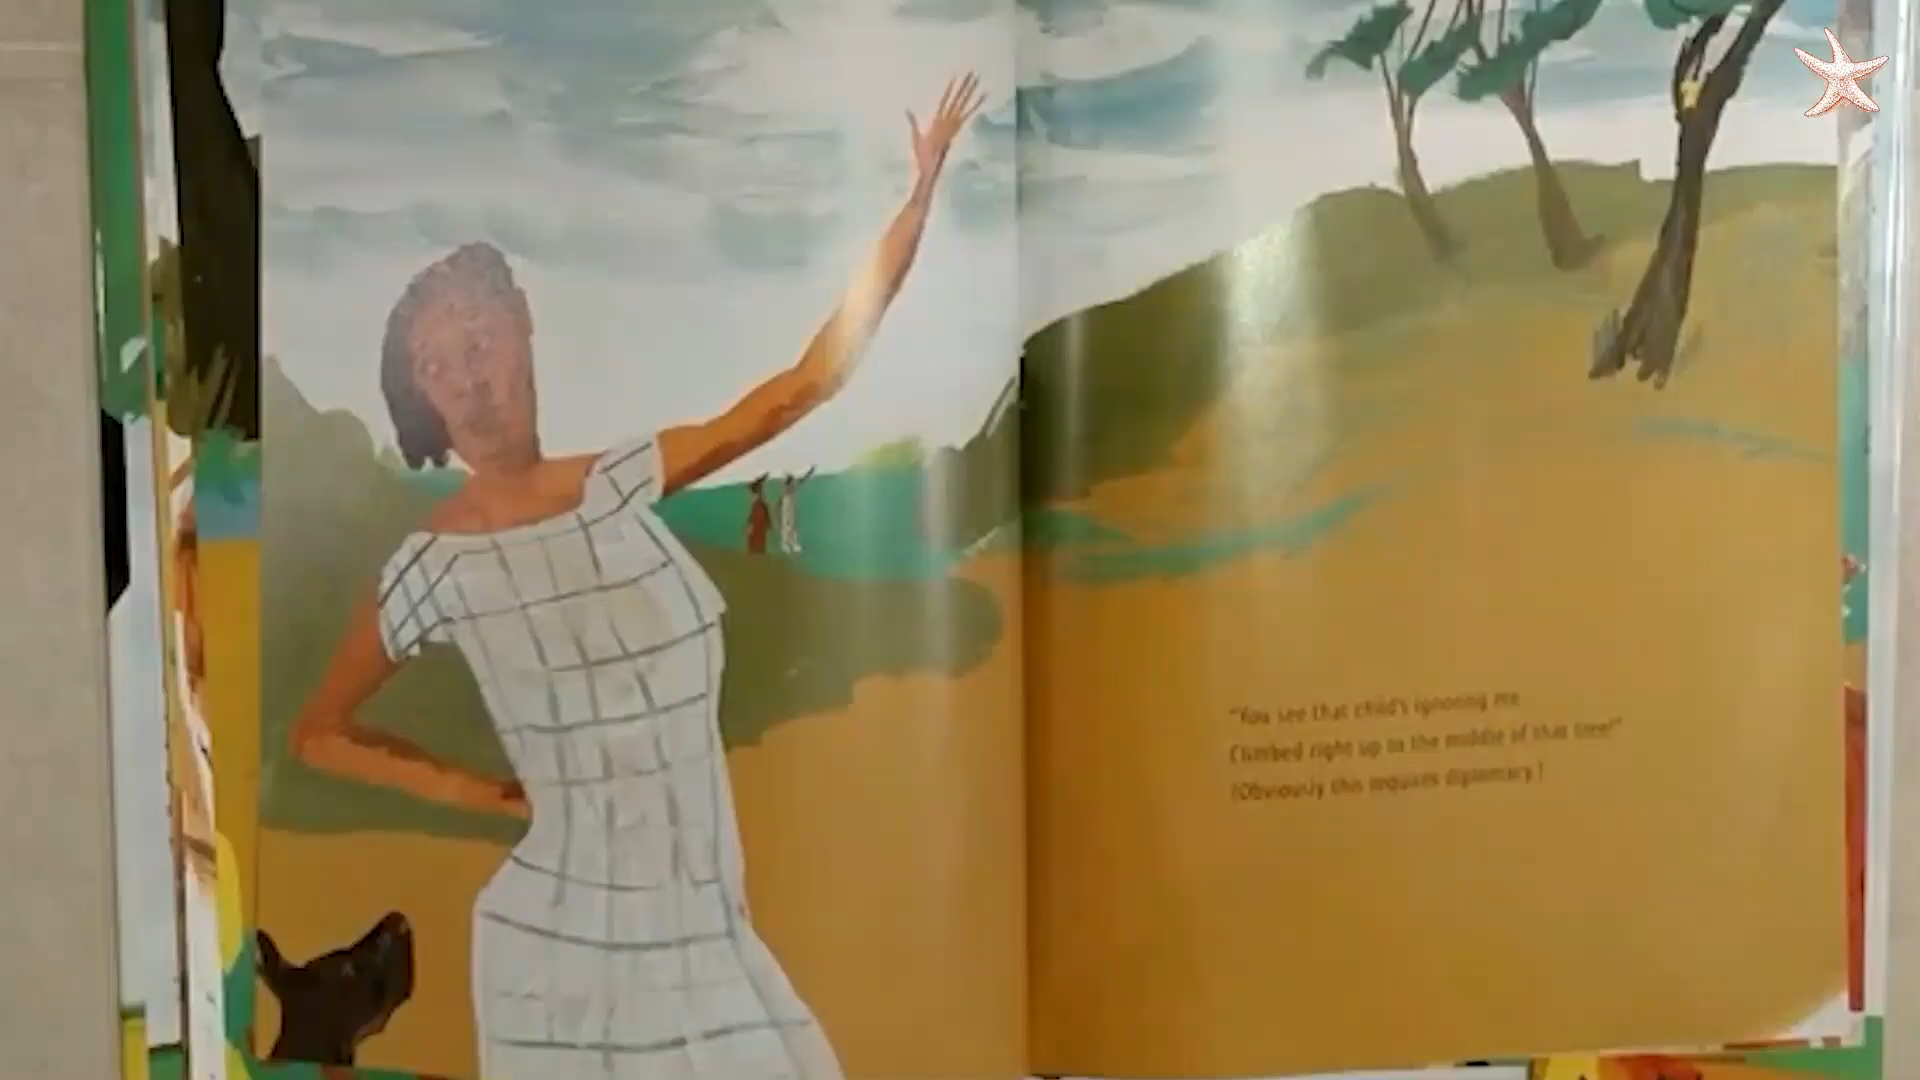 "You see that child's ignoring me
Climbed right up to the middle of that tree!"
(Obviously this requires diplomacy.)